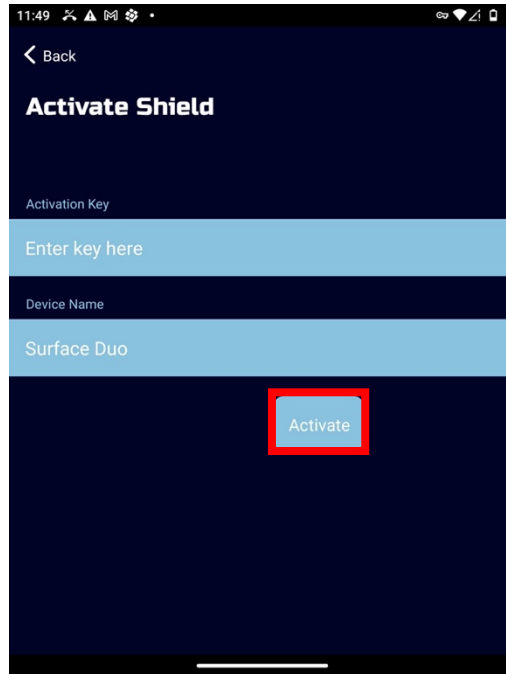 11:49
Back
Activate Shield
Activation Key
Enter key here
Device Name
Surface Duo
Activate